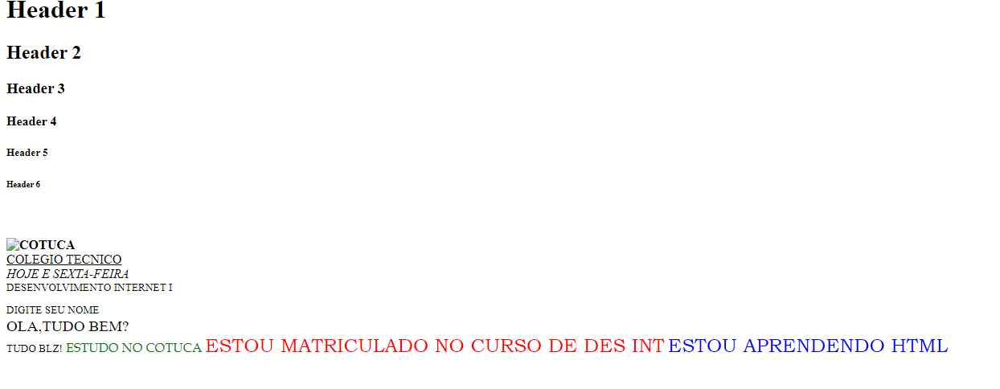 Header 1
Header 2
Header 3
Header 4
Header 5
Header 6
COTUCA
COLEGIO TECNICO
HOJE E SEXTA-FEIRA
DESENVOLVIMENTO INTERNET I
DIGITE SEU NOME
OLA,TUDO BEM?
TUDO BLZ! ESTUDO NO COTUCA ESTOU MATRICULADO NO CURSO DE DES INT ESTOU APRENDENDO HTML